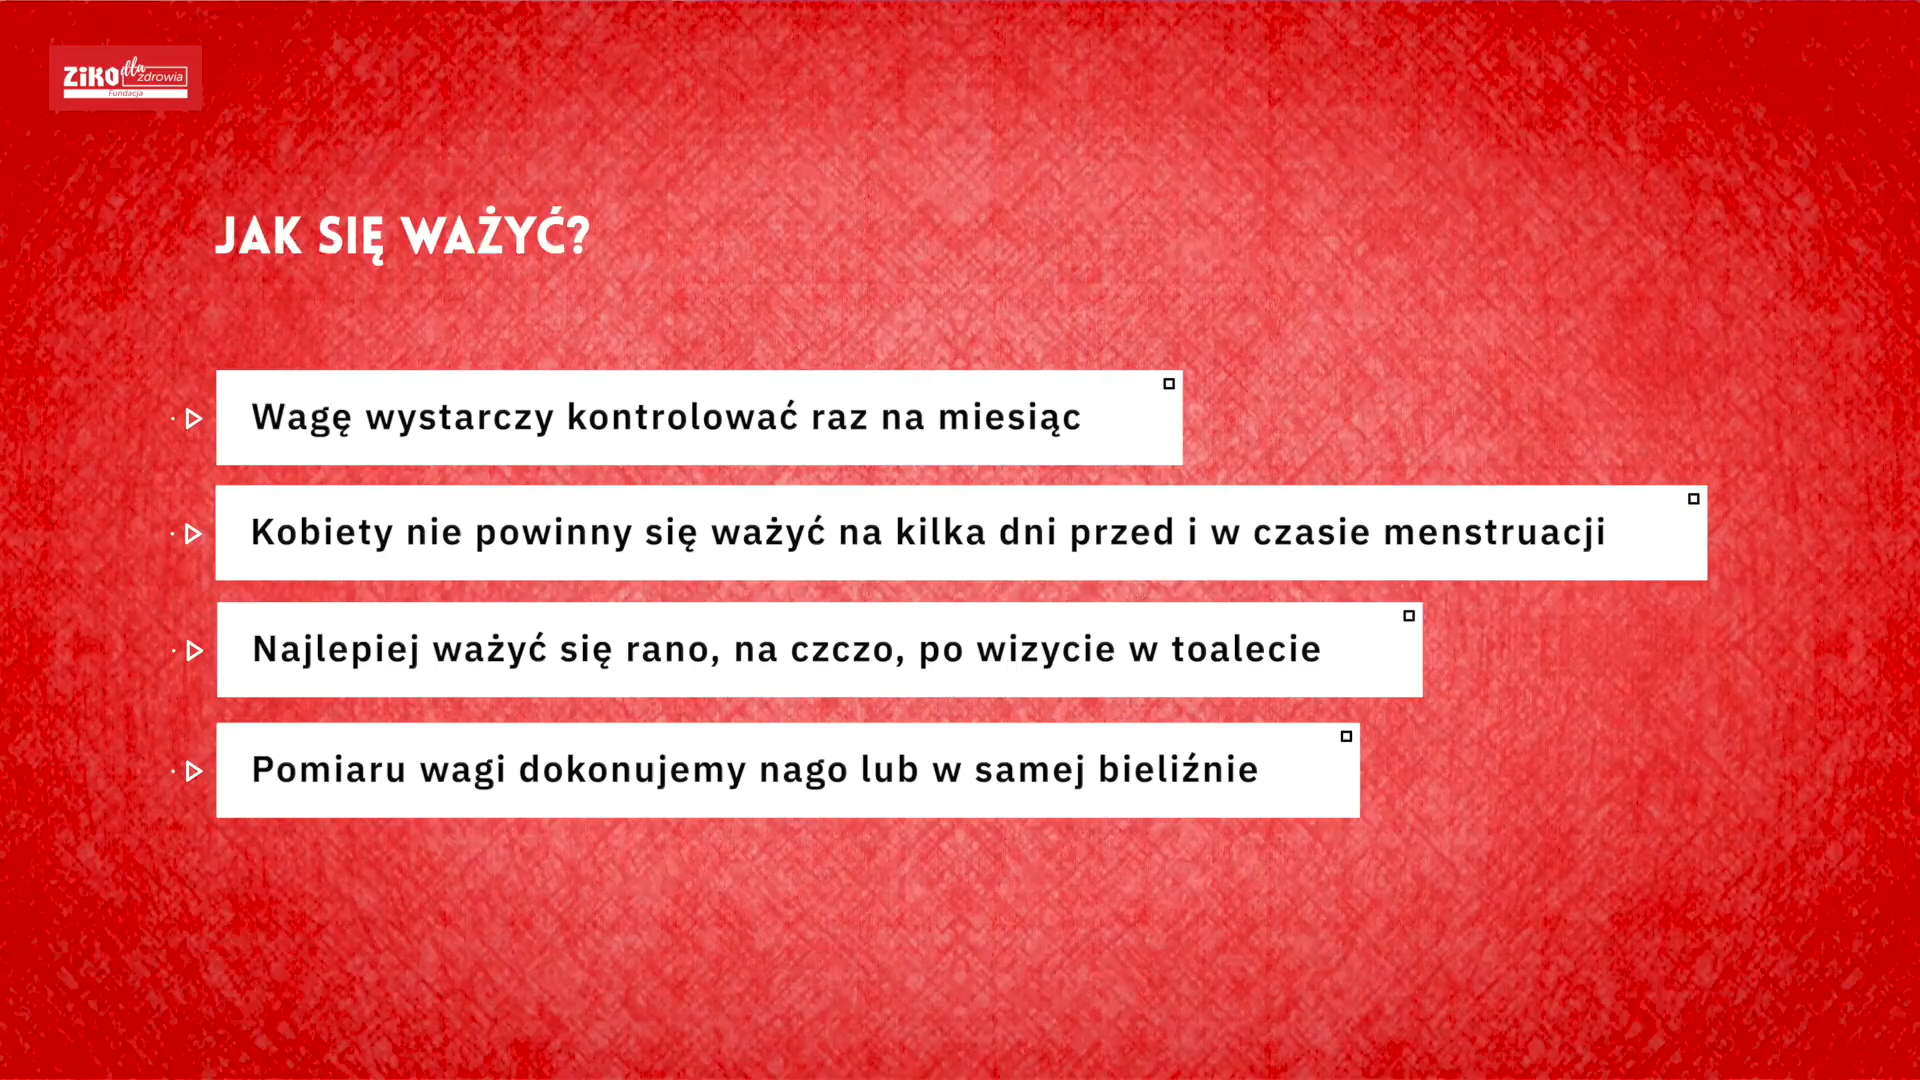 Ziko dla zdrowia
Fundacja
JAK SIĘ WAŻYĆ?
Wagę wystarczy kontrolować raz na miesiąc
Kobiety nie powinny się ważyć na kilka dni przed i w czasie menstruacji
Najlepiej ważyć się rano, na czczo, po wizycie w toalecie
Pomiaru wagi dokonujemy nago lub w samej bieliźnie